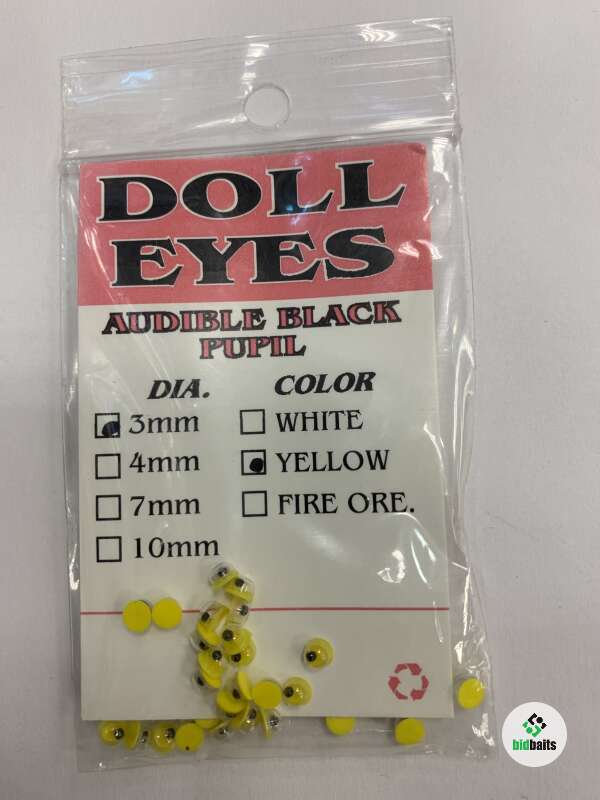 DOLL
EYES
AUDIBLE BLACK
PUPIL
DIA. COLOR
3mm WHITE
4mm YELLOW
7mm FIRE ORE.
10mm
bidbaits